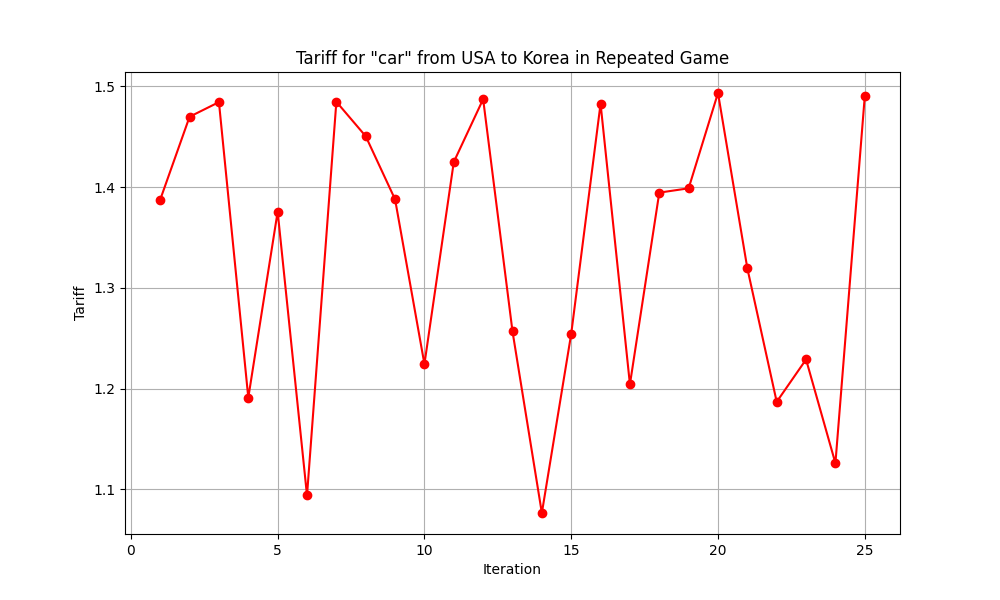 Tariff for "car" from USA to Korea in Repeated Game
1.5
1.4
1.3
1.2
1.1
Tariff
0 5 10 15 20 25
Iteration